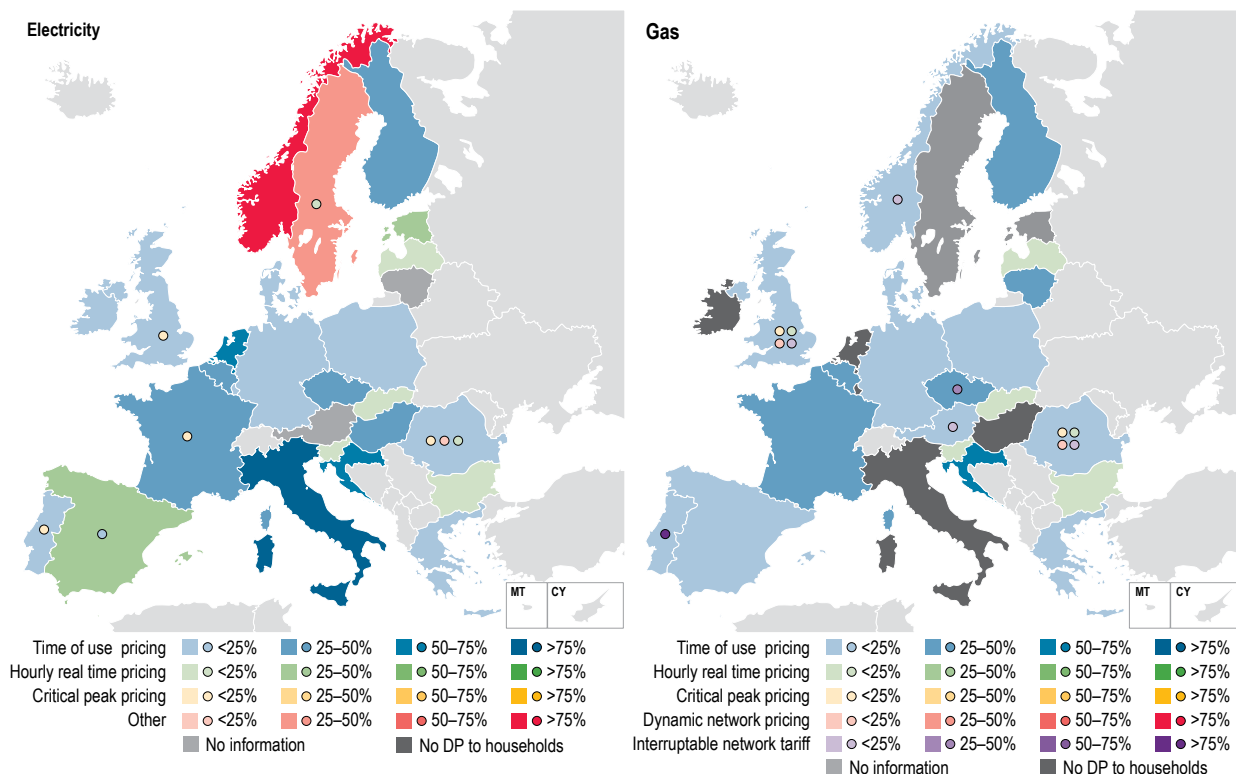 Electricity
Gas
MT CY
MT CY
Time of use pricing <25% 25–50% 50–75% >75%
Hourly real time pricing <25% 25–50% 50–75% >75%
Critical peak pricing <25% 25–50% 50–75% >75%
Other <25% 25–50% 50–75% >75%
No information No DP to households
Time of use pricing <25% 25–50% 50–75% >75%
Hourly real time pricing <25% 25–50% 50–75% >75%
Critical peak pricing <25% 25–50% 50–75% >75%
Dynamic network pricing <25% 25–50% 50–75% >75%
Interruptable network tariff <25% 25–50% 50–75% >75%
No information No DP to households